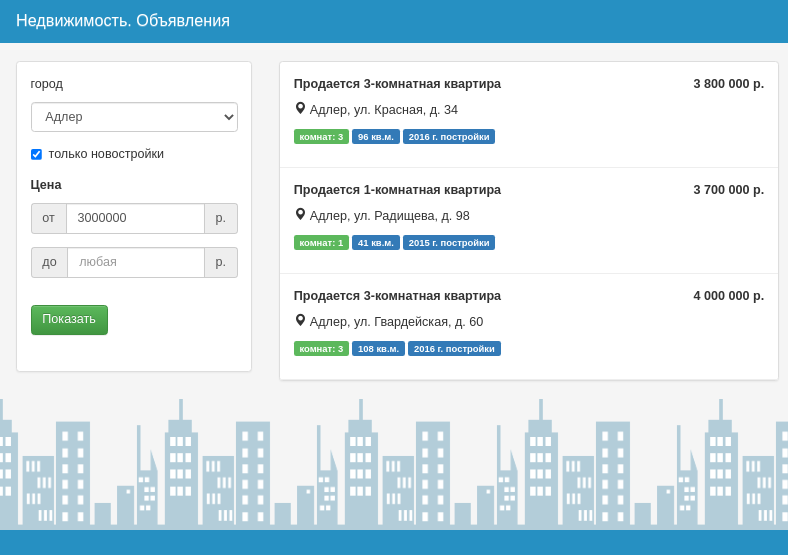 Недвижимость. Объявления
город
Адлер
только новостройки
Цена
от 3000000 р.
до любая р.
Показать
Продается 3-комнатная квартира 3 800 000 р.
Адлер, ул. Красная, д. 34
комнат: 3 96 кв.м. 2016 г. постройки
Продается 1-комнатная квартира 3 700 000 р.
Адлер, ул. Радищева, д. 98
комнат: 1 41 кв.м. 2015 г. постройки
Продается 3-комнатная квартира 4 000 000 р.
Адлер, ул. Гвардейская, д. 60
комнат: 3 108 кв.м. 2016 г. постройки